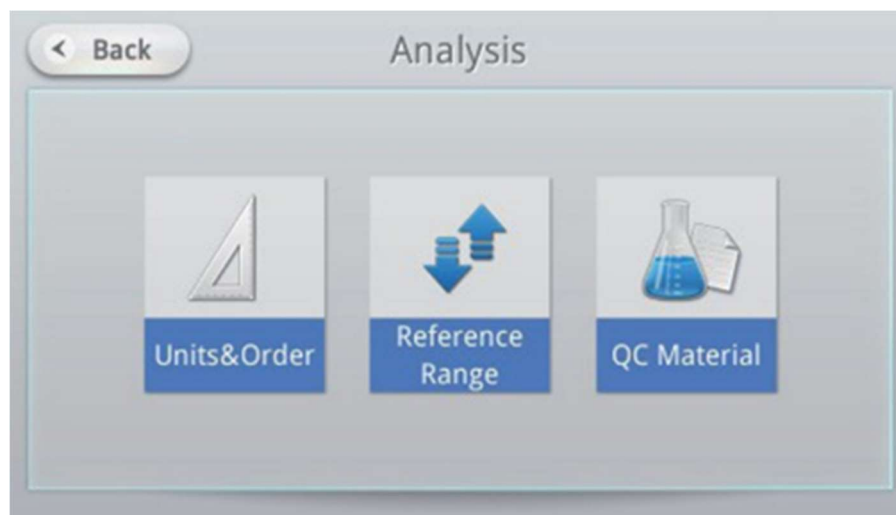 Back
Analysis
Units&Order
Reference
Range
QC Material